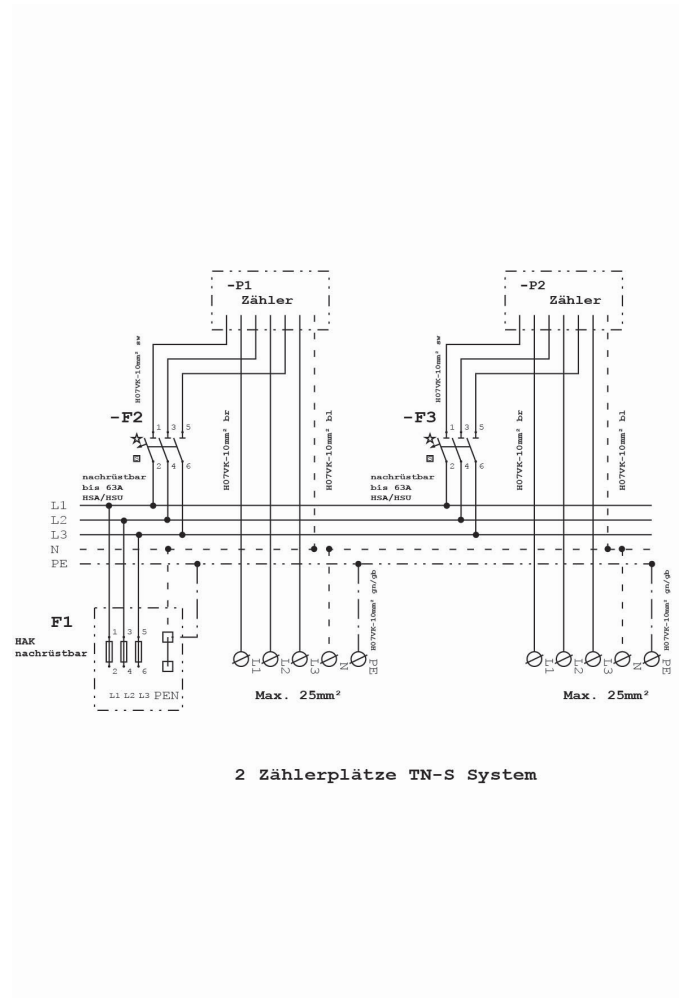 -P1
Zähler
-P2
Zähler
H07VK-10mm² sw
H07VK-10mm² sw
-F2
1 3 5
2 4 6
-F3
1 3 5
2 4 6
H07VK-10mm² br
H07VK-10mm² bl
H07VK-10mm² br
H07VK-10mm² bl
nachrüstbar
bis 63A
HSA/HSU
nachrüstbar
bis 63A
HSA/HSU
L1
L2
L3
N
PE
H07VK-10mm² gn/gb
H07VK-10mm² gn/gb
F1
HAK
nachrüstbar
1 3 5
2 4 6
L1 L2 L3 PEN
L1 L2 L3 N PE
L1 L2 L3 N PE
Max. 25mm²
Max. 25mm²
2 Zählerplätze TN-S System